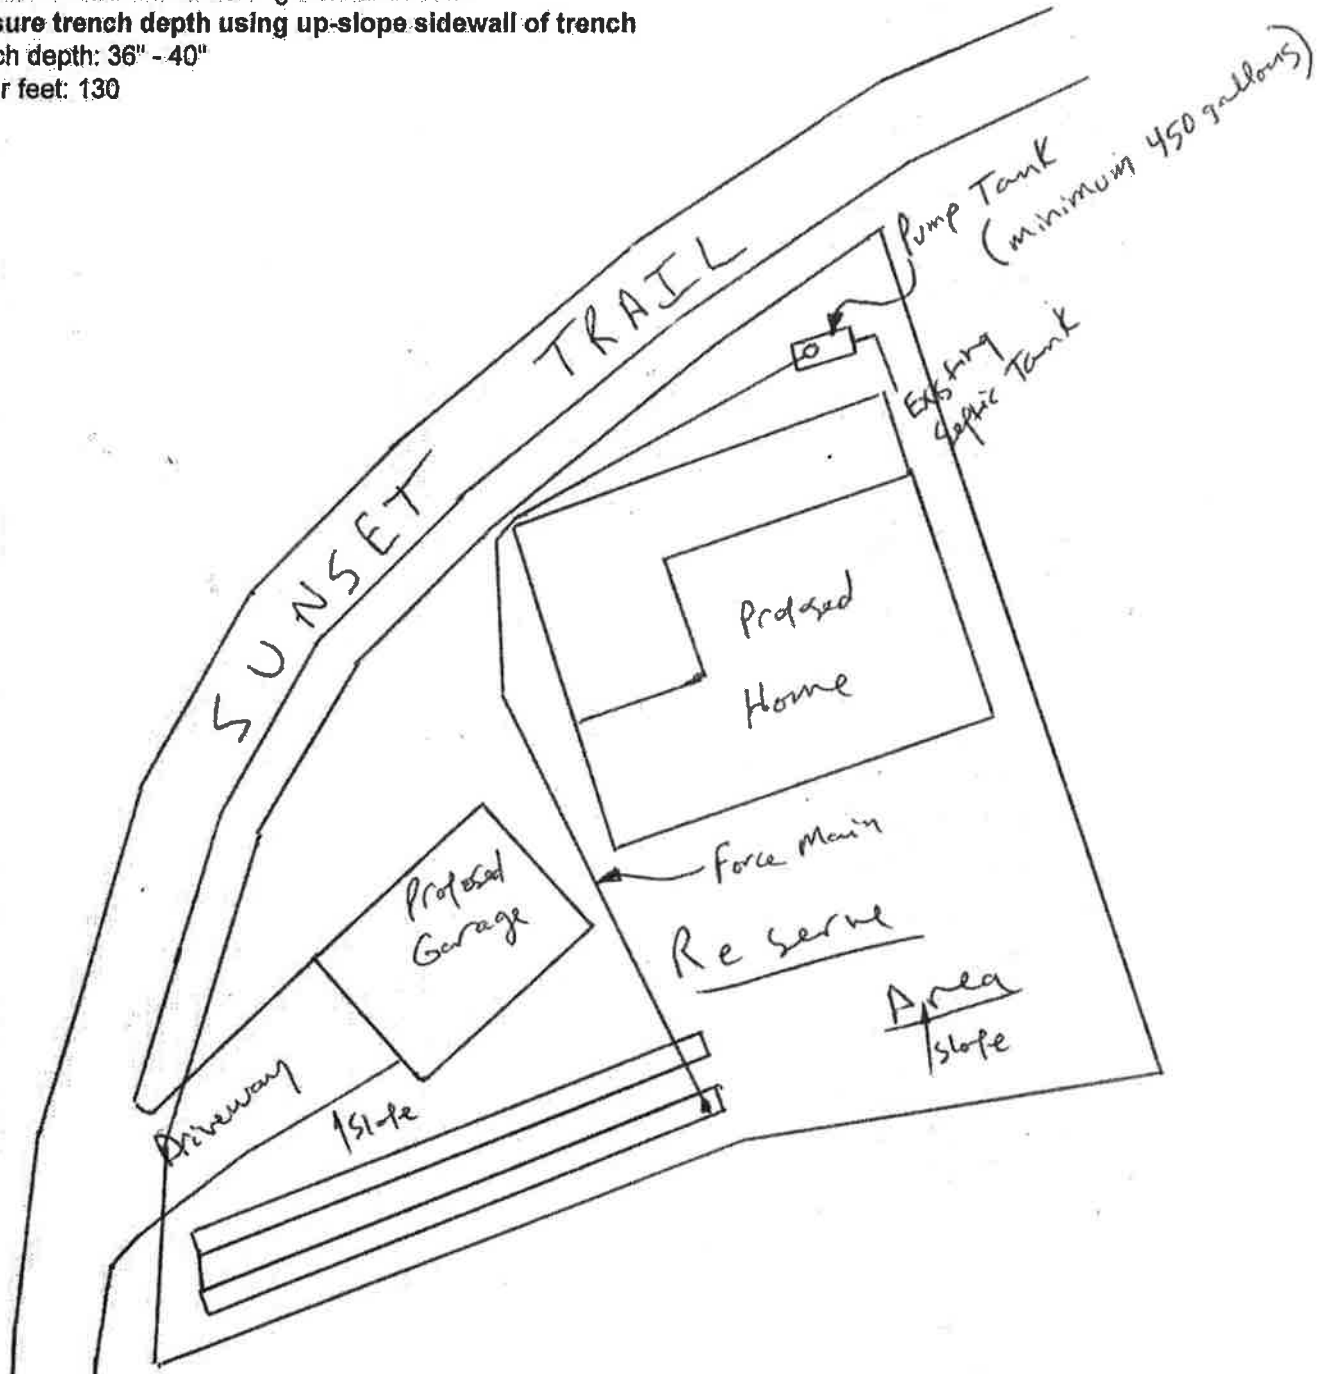 sure trench depth using up-slope sidewall of trench
ch depth: 36" - 40"
r feet: 130
Pump Tank
(minimum 450 gallons)
SUNSET TRAIL
Existing
Septic Tank
Proposed
Home
Force Main
Proposed
Garage
Reserve
Area
slope
Driveway
slope